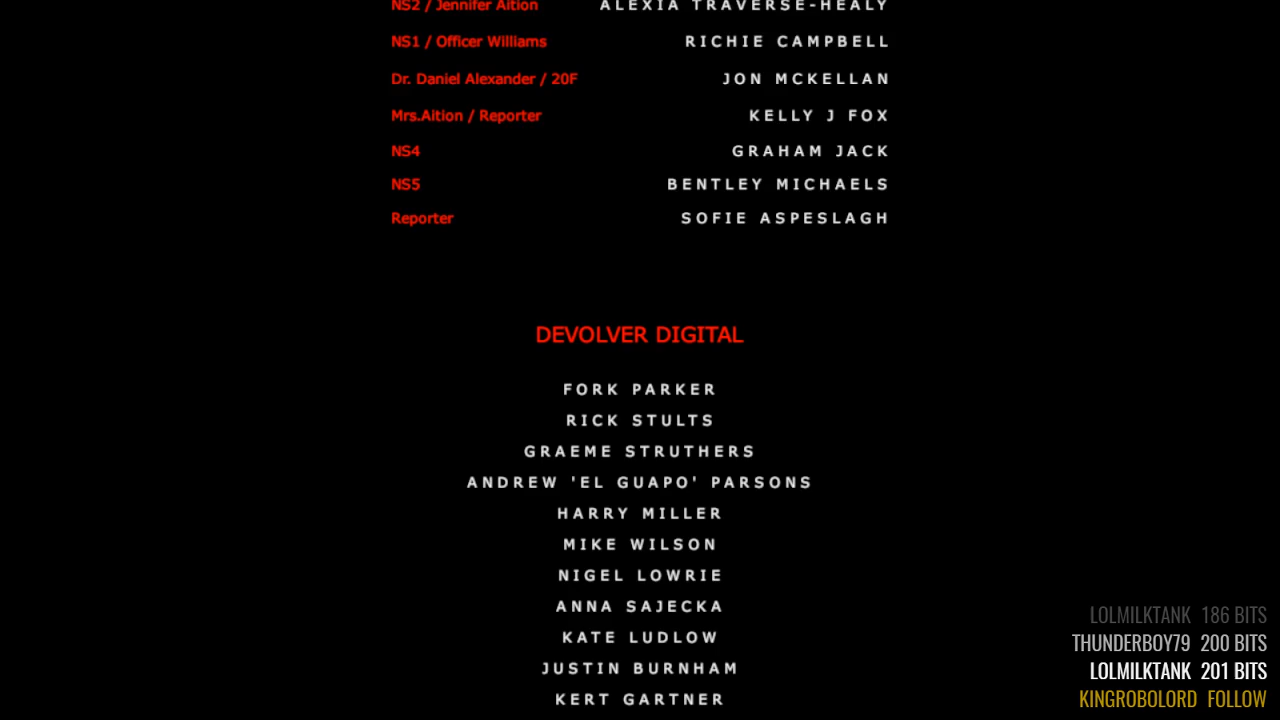 NS2 / Jennifer Aition ALEXIA TRAVERSE-HEALY
NS1 / Officer Williams RICHIE CAMPBELL
Dr. Daniel Alexander / 20F JON MCKELLAN
Mrs.Aition / Reporter KELLY J FOX
NS4 GRAHAM JACK
NS5 BENTLEY MICHAELS
Reporter SOFIE ASPESLAGH
DEVOLVER DIGITAL
FORK PARKER
RICK STULTS
GRAEME STRUTHERS
ANDREW 'EL GUAPO' PARSONS
HARRY MILLER
MIKE WILSON
NIGEL LOWRIE
ANNA SAJECKA
KATE LUDLOW
JUSTIN BURNHAM
KERT GARTNER
LOLMILKTANK 186 BITS
THUNDERBOY79 200 BITS
LOLMILKTANK 201 BITS
KINGROBOLORD FOLLOW